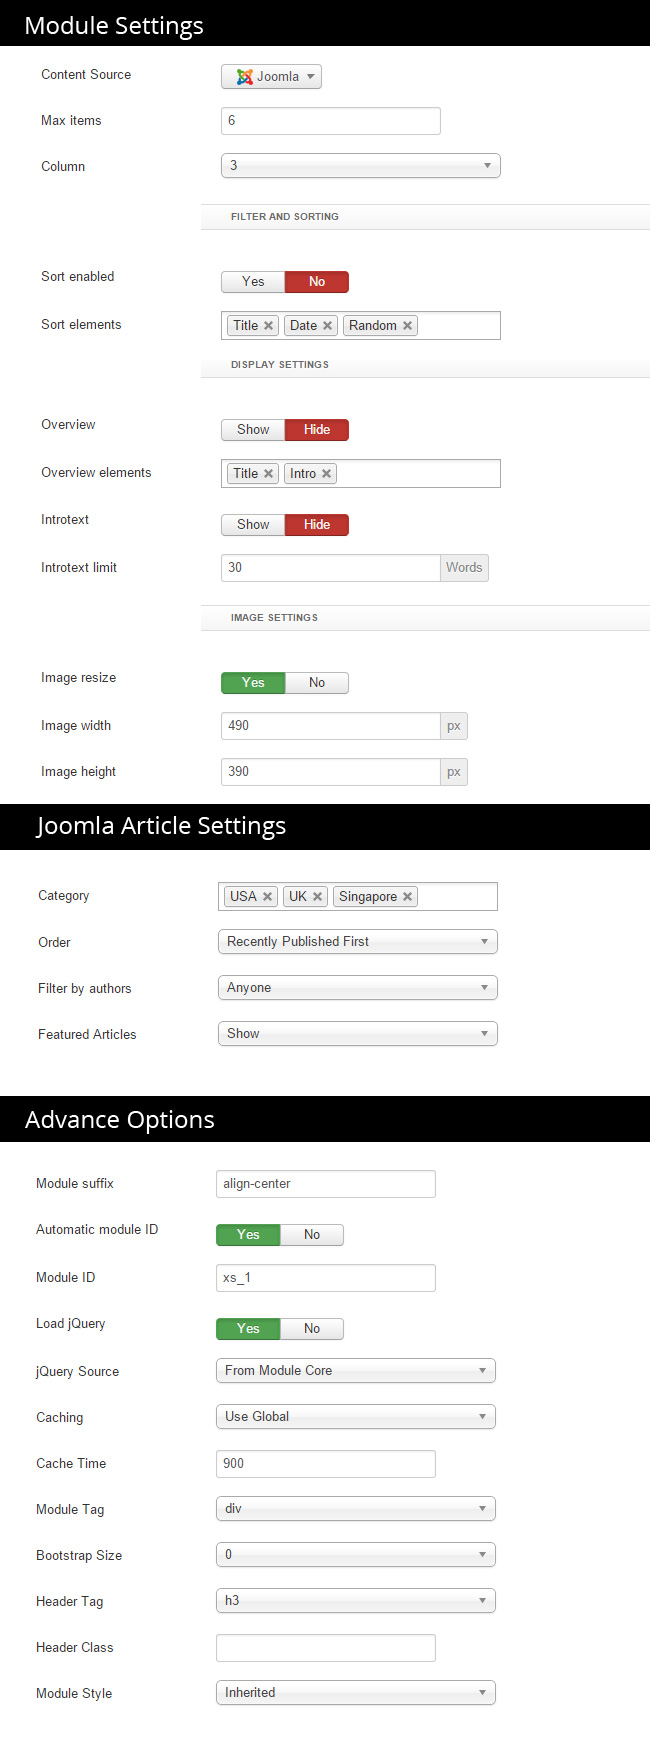 Module Settings
Content Source Joomla
Max items 6
Column 3
FILTER AND SORTING
Sort enabled Yes No
Sort elements Title Date Random
DISPLAY SETTINGS
Overview Show Hide
Overview elements Title Intro
Introtext Show Hide
Introtext limit 30 Words
IMAGE SETTINGS
Image resize Yes No
Image width 490 px
Image height 390 px
Joomla Article Settings
Category USA UK Singapore
Order Recently Published First
Filter by authors Anyone
Featured Articles Show
Advance Options
Module suffix align-center
Automatic module ID Yes No
Module ID xs_1
Load jQuery Yes No
jQuery Source From Module Core
Caching Use Global
Cache Time 900
Module Tag div
Bootstrap Size 0
Header Tag h3
Header Class
Module Style Inherited